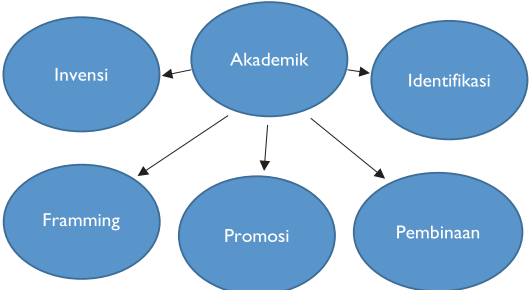 Akademik
Invensi
Identifikasi
Framming
Promosi
Pembinaan